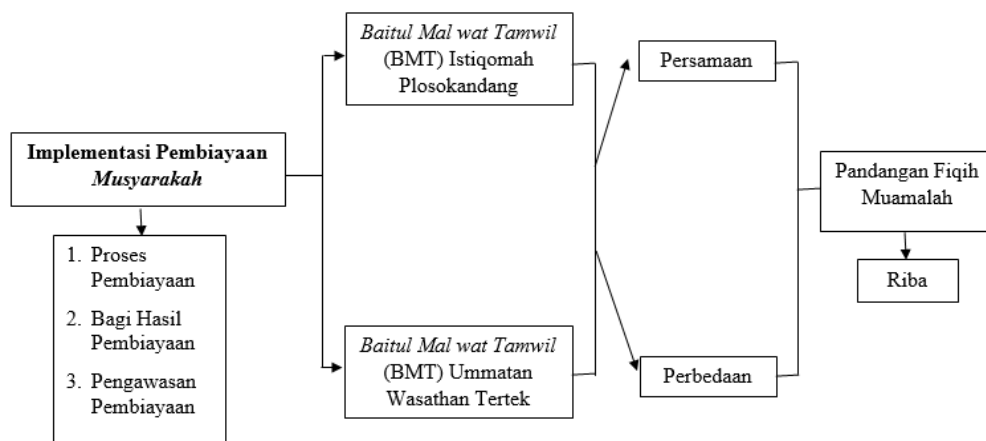 Implementasi Pembiayaan
Musyarakah
1. Proses
Pembiayaan
2. Bagi Hasil
Pembiayaan
3. Pengawasan
Pembiayaan
Baitul Mal wat Tamwil
(BMT) Istiqomah
Plosokandang
Baitul Mal wat Tamwil
(BMT) Ummatan
Wasathan Tertek
Persamaan
Perbedaan
Pandangan Fiqih
Muamalah
Riba